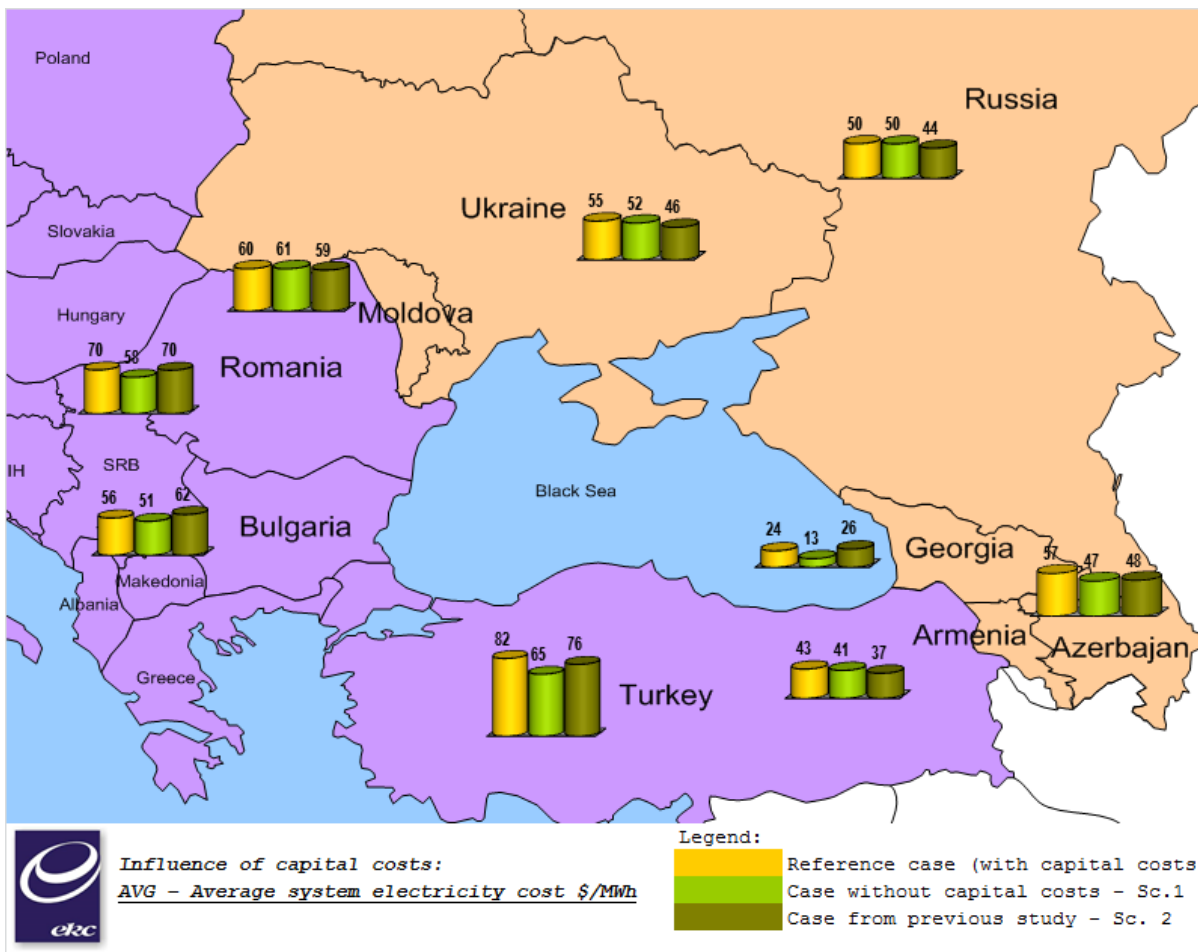 Poland
Russia
50 50 44
Ukraine
55 52 46
Slovakia
60 61 59
Moldova
Hungary
70 58 70
Romania
SRB
IH
Black Sea
56 51 62
Bulgaria
24 13 26
Georgia
57 47 48
Makedonia
Albania
Armenia
Azerbajan
82 65 76
43 41 37
Greece
Turkey
Legend:
Influence of capital costs:
AVG - Average system electricity cost $/MWh
Reference case (with capital costs
Case without capital costs - Sc.1
Case from previous study - Sc. 2
ekc